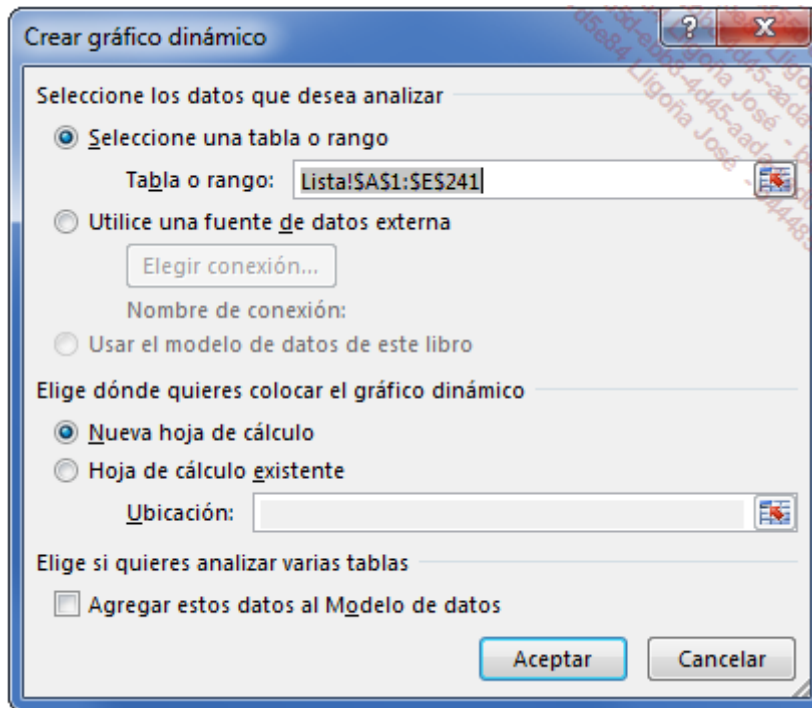 Crear gráfico dinámico
Seleccione los datos que desea analizar
Seleccione una tabla o rango
Tabla o rango: Lista!$A$1:$E$241
Utilice una fuente de datos externa
Elegir conexión...
Nombre de conexión:
Usar el modelo de datos de este libro
Elige dónde quieres colocar el gráfico dinámico
Nueva hoja de cálculo
Hoja de cálculo existente
Ubicación:
Elige si quieres analizar varias tablas
Agregar estos datos al Modelo de datos
Aceptar Cancelar